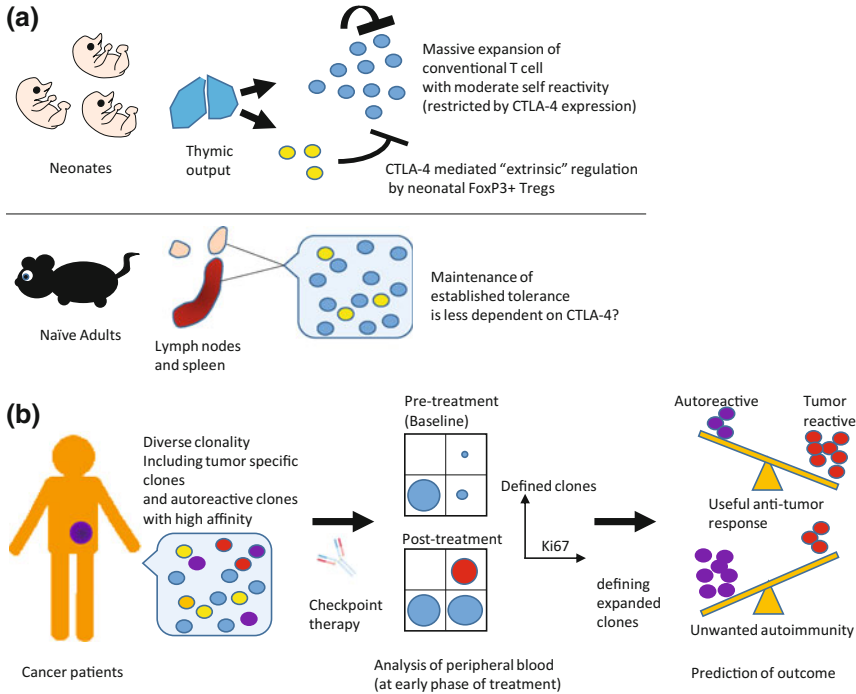 (a)
Neonates
Thymic
output
Massive expansion of
conventional T cell
with moderate self reactivity
(restricted by CTLA-4 expression)
CTLA-4 mediated “extrinsic” regulation
by neonatal FoxP3+ Tregs
Naïve Adults
Lymph nodes
and spleen
Maintenance of
established tolerance
is less dependent on CTLA-4?
(b)
Cancer patients
Diverse clonality
Including tumor specific
clones
and autoreactive clones
with high affinity
Checkpoint
therapy
Pre-treatment
(Baseline)
Post-treatment
Defined clones
Ki67
Analysis of peripheral blood
(at early phase of treatment)
defining
expanded
clones
Autoreactive
Tumor
reactive
Useful anti-tumor
response
Unwanted autoimmunity
Prediction of outcome